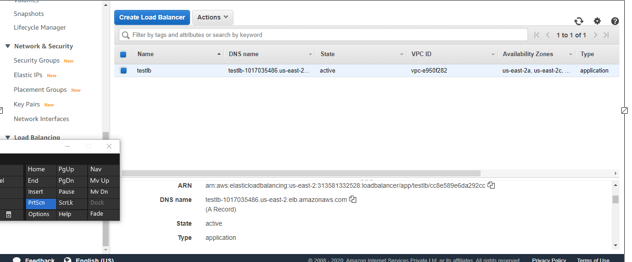 Volumes
Snapshots
Lifecycle Manager
Network & Security
Security Groups New
Elastic IPs New
Placement Groups New
Key Pairs New
Network Interfaces
Load Balancing
Create Load Balancer Actions
Filter by tags and attributes or search by keyword
1 to 1 of 1
Name DNS name State VPC ID Availability Zones Type
testlb testlb-1017035486.us-east-2... active vpc-e950f282 us-east-2a, us-east-2c, ... application
Home PgUp Nav
End PgDn Mv Up
Insert Pause Mv Dn
PrtScn ScrLk Dock
Options Help Fade
ARN arn:aws:elasticloadbalancing:us-east-2:313581332528:loadbalancer/app/testlb/cc8e589e6da292cc
DNS name testlb-1017035486.us-east-2.elb.amazonaws.com
(A Record)
State active
Type application
Feedback English (US) © 2008 - 2020, Amazon Internet Services Private Ltd. or its affiliates. All rights reserved. Privacy Policy Terms of Use